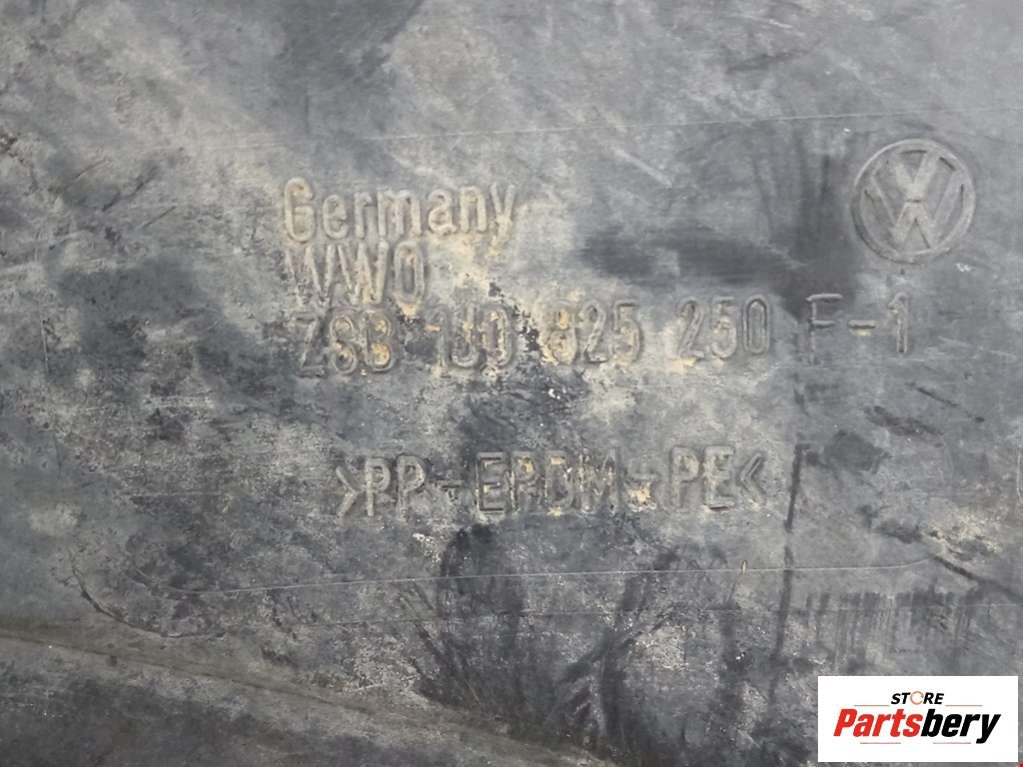 Germany
WWO
ZSB 1J0 825 250 F-1
>PP-EPDM-PE<
STORE
Partsbery